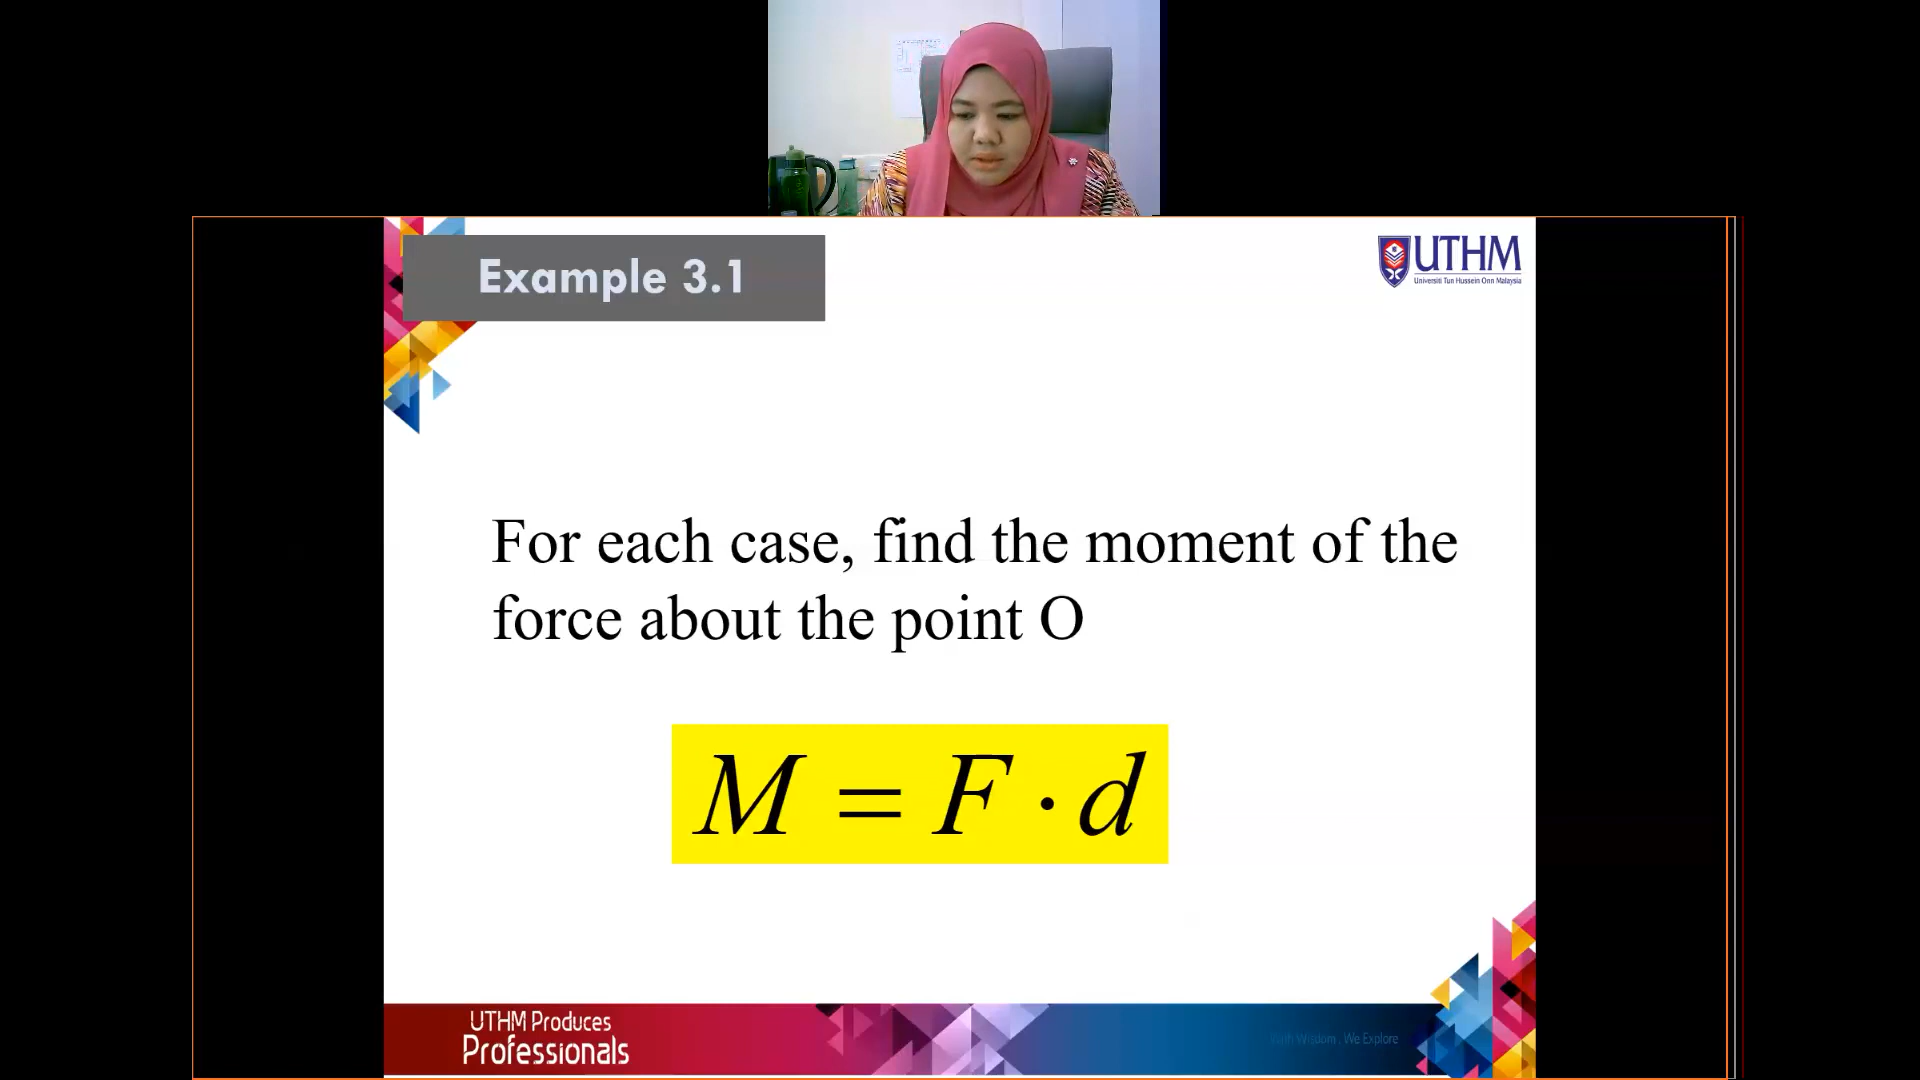 Example 3.1
UTHM
Universiti Tun Hussein Onn Malaysia
For each case, find the moment of the
force about the point O
M = F · d
UTHM Produces
Professionals
Wisdom . We Explore